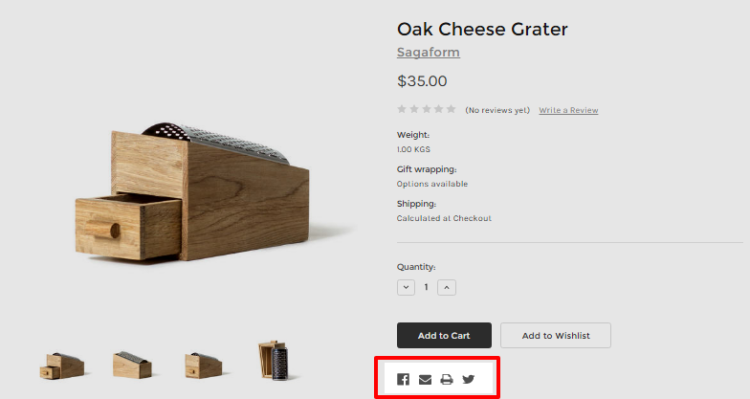 Oak Cheese Grater
Sagaform
$35.00
(No reviews yet) Write a Review
Weight:
1.00 KGS
Gift wrapping:
Options available
Shipping:
Calculated at Checkout
Quantity:
1
Add to Cart Add to Wishlist